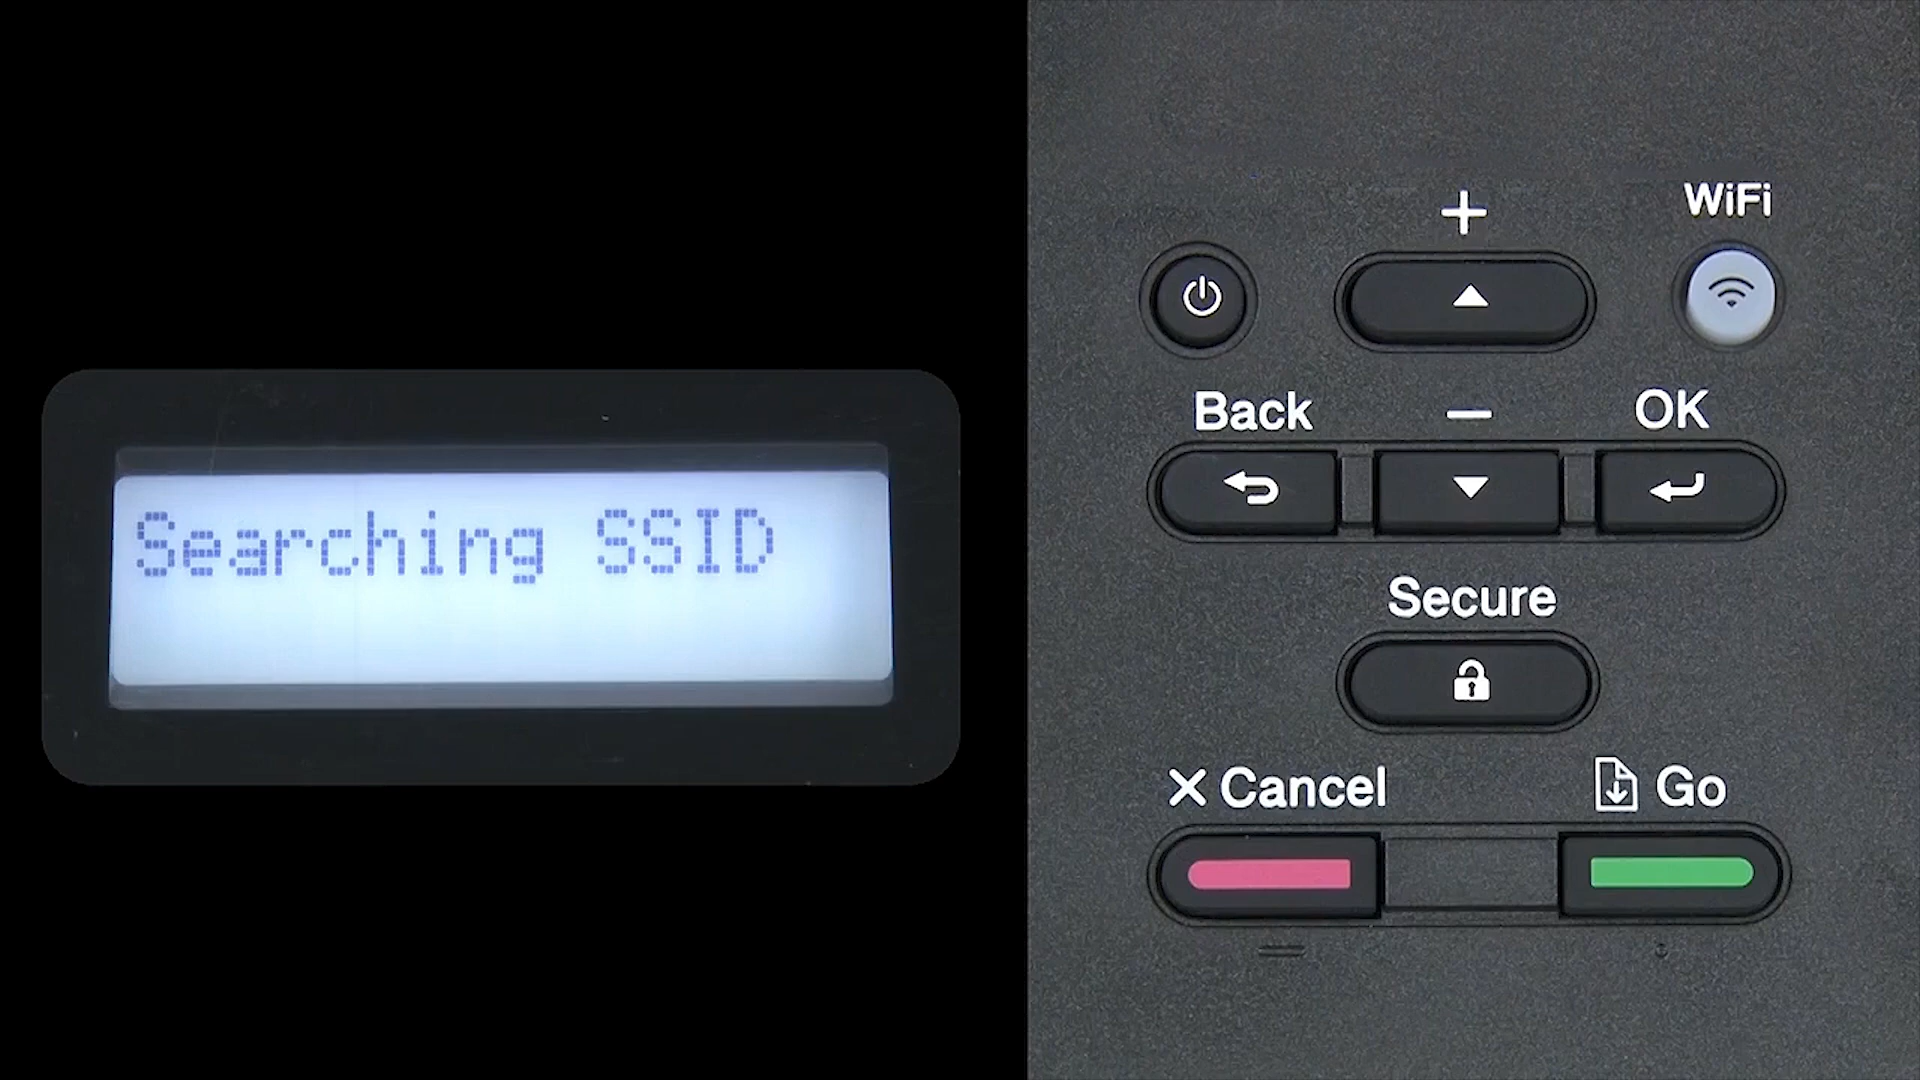 Searching SSID
+
WiFi
Back
—
OK
Secure
X Cancel
Go